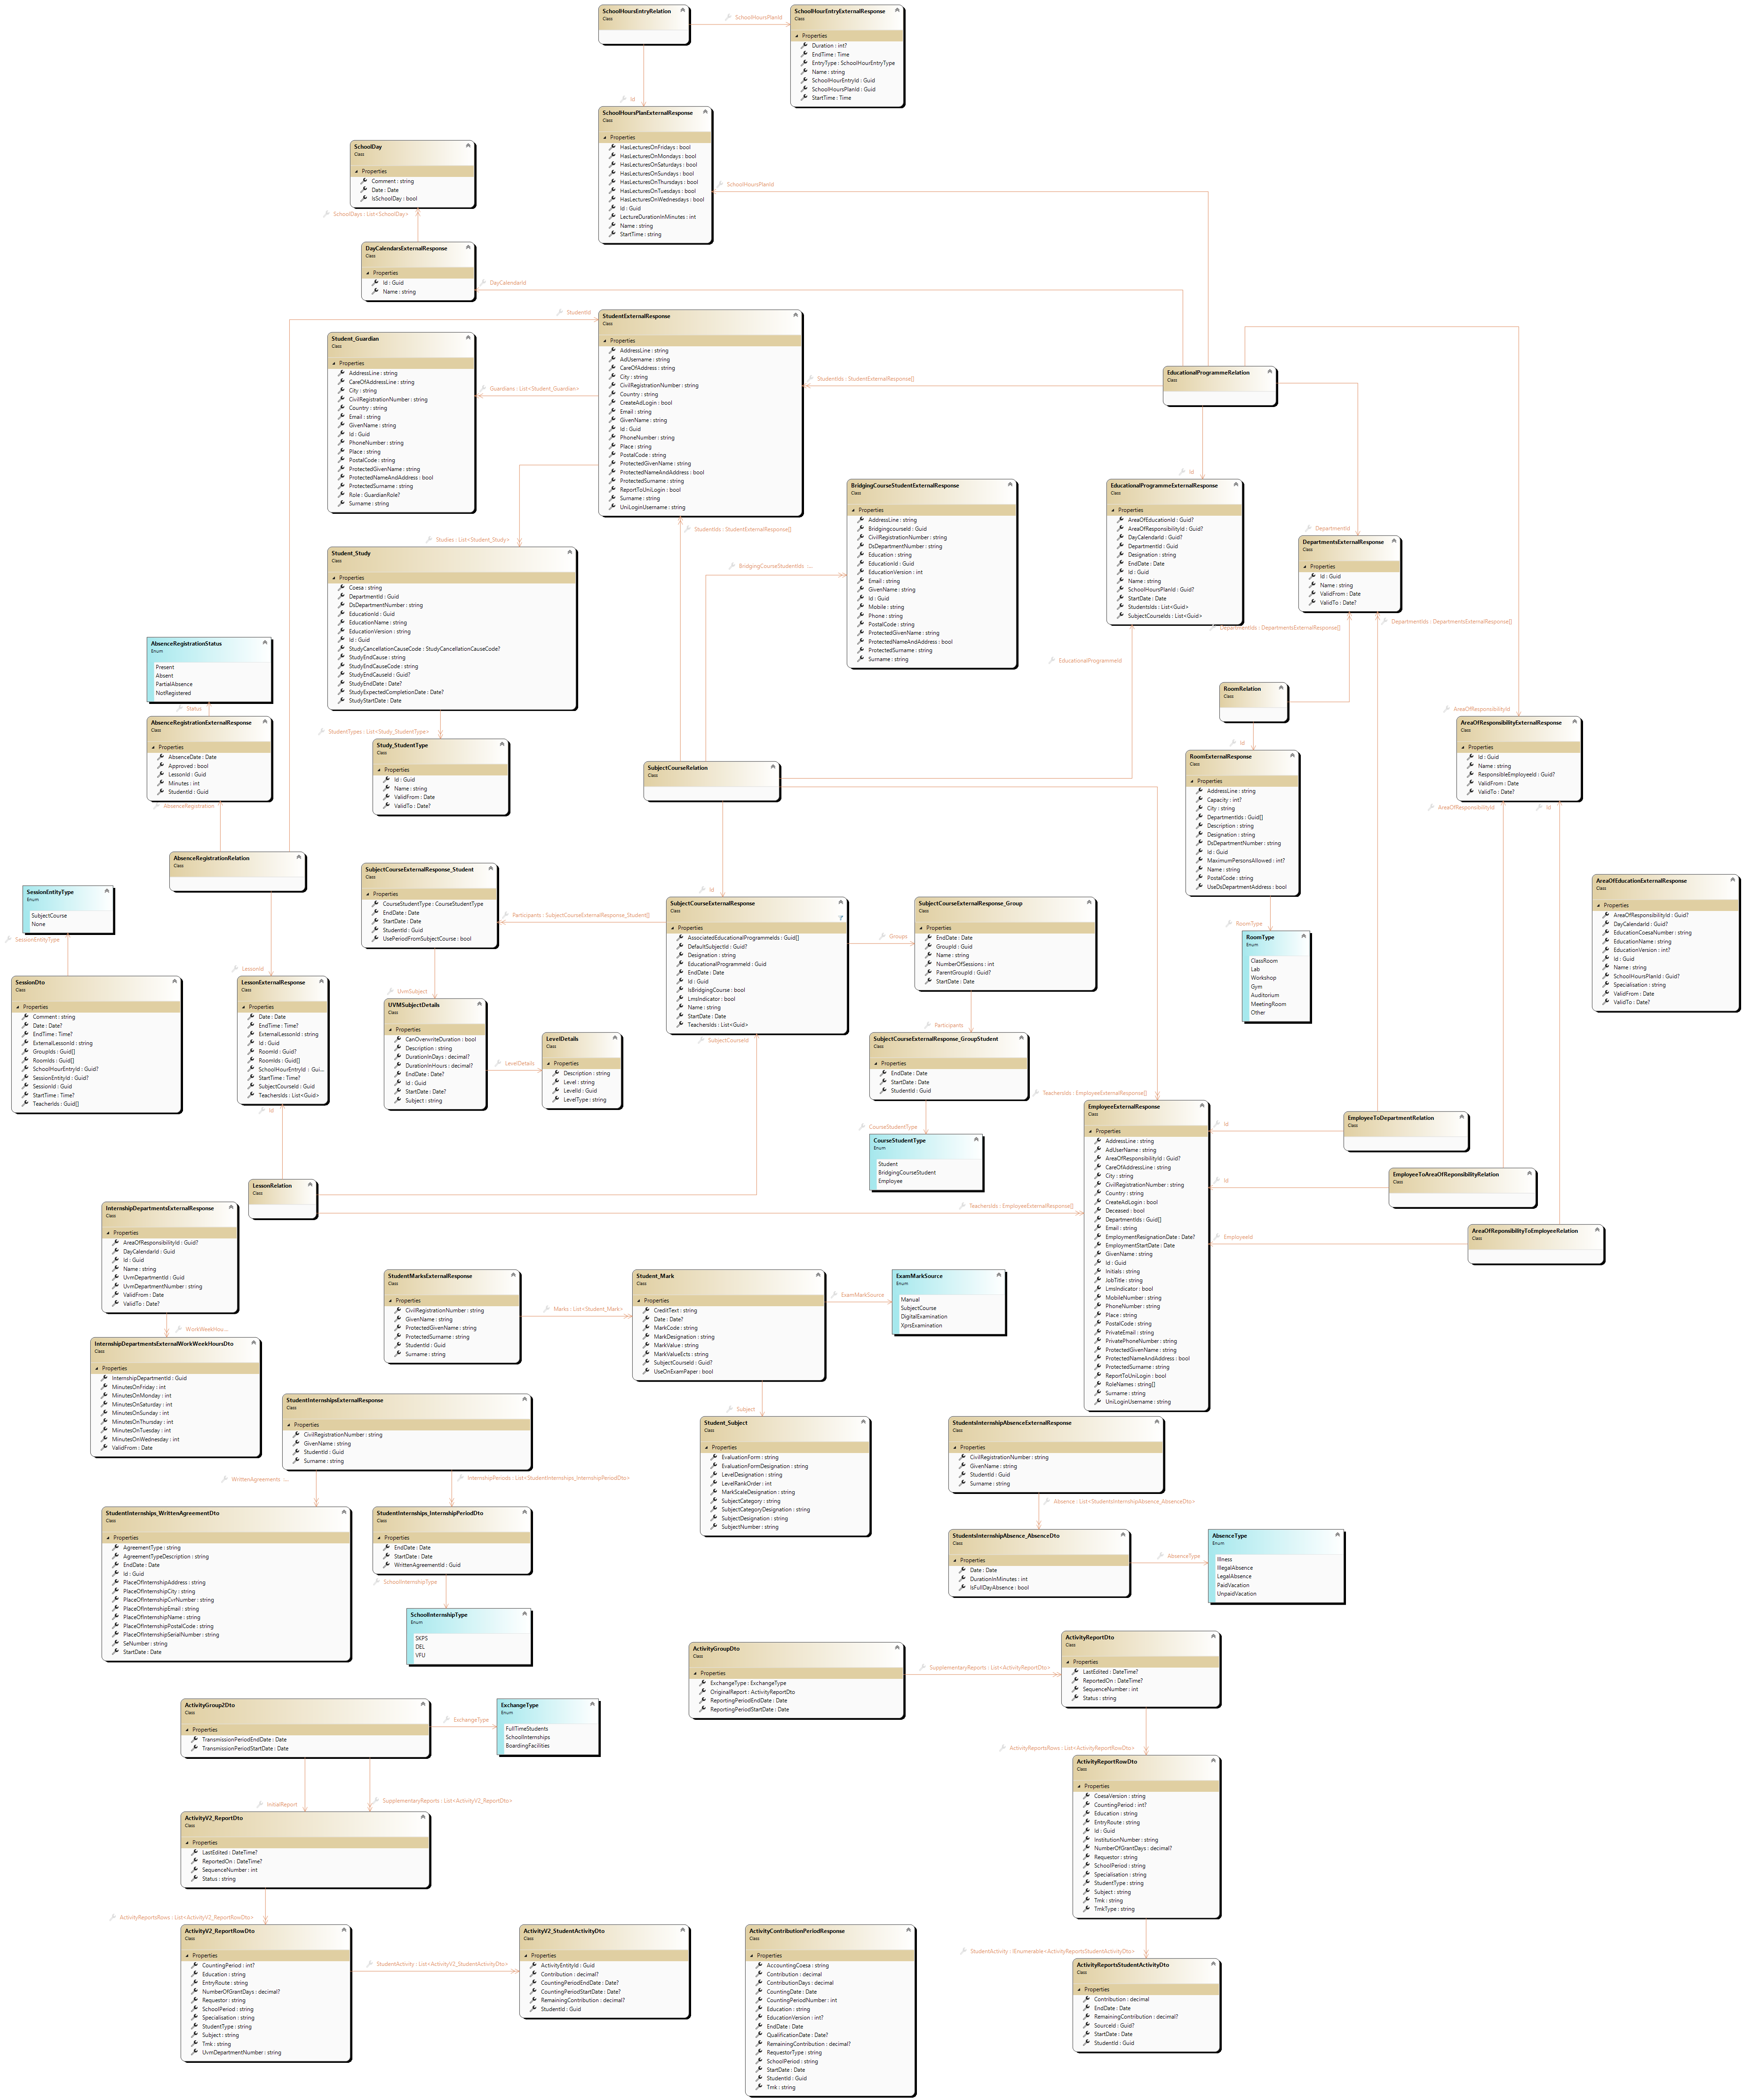 SchoolHoursEntryRelation
Class
SchoolHoursPlanId
SchoolHourEntryExternalResponse
Class
Properties
Duration : int?
EndTime : Time
EntryType : SchoolHourEntryType
Name : string
SchoolHourEntryId : Guid
SchoolHoursPlanId : Guid
StartTime : Time
Id
SchoolHoursPlanExternalResponse
Class
Properties
HasLecturesOnFridays : bool
HasLecturesOnMondays : bool
HasLecturesOnSaturdays : bool
HasLecturesOnSundays : bool
HasLecturesOnThursdays : bool
HasLecturesOnTuesdays : bool
HasLecturesOnWednesdays : bool
Id : Guid
LectureDurationInMinutes : int
Name : string
StartTime : string
SchoolHoursPlanId
SchoolDay
Class
Properties
Comment : string
Date : Date
IsSchoolDay : bool
SchoolDays : List<SchoolDay>
DayCalendarsExternalResponse
Class
Properties
Id : Guid
Name : string
DayCalendarId
StudentId
Student_Guardian
Class
Properties
AddressLine : string
CareOfAddressLine : string
City : string
CivilRegistrationNumber : string
Country : string
Email : string
GivenName : string
Id : Guid
PhoneNumber : string
Place : string
PostalCode : string
ProtectedGivenName : string
ProtectedNameAndAddress : bool
ProtectedSurname : string
Role : GuardianRole?
Surname : string
Guardians : List<Student_Guardian>
StudentExternalResponse
Class
Properties
AddressLine : string
AdUsername : string
CareOfAddress : string
City : string
CivilRegistrationNumber : string
Country : string
CreateAdLogin : bool
Email : string
GivenName : string
Id : Guid
PhoneNumber : string
Place : string
PostalCode : string
ProtectedGivenName : string
ProtectedNameAndAddress : bool
ProtectedSurname : string
ReportToUniLogin : bool
Surname : string
UniLoginUsername : string
StudentIds : StudentExternalResponse[]
EducationalProgrammeRelation
Class
Id
StudentIds : StudentExternalResponse[]
Studies : List<Student_Study>
Student_Study
Class
Properties
Coesa : string
DepartmentId : Guid
DsDepartmentNumber : string
EducationId : Guid
EducationName : string
EducationVersion : string
Id : Guid
StudyCancellationCauseCode : StudyCancellationCauseCode?
StudyEndCause : string
StudyEndCauseCode : string
StudyEndCauseId : Guid?
StudyEndDate : Date?
StudyExpectedCompletionDate : Date?
StudyStartDate : Date
BridgingCourseStudentIds :...
BridgingCourseStudentExternalResponse
Class
Properties
AddressLine : string
BridgingcourseId : Guid
CivilRegistrationNumber : string
DsDepartmentNumber : string
Education : string
EducationId : Guid
EducationVersion : int
Email : string
GivenName : string
Id : Guid
Mobile : string
Phone : string
PostalCode : string
ProtectedGivenName : string
ProtectedNameAndAddress : bool
ProtectedSurname : string
Surname : string
EducationalProgrammeExternalResponse
Class
Properties
AreaOfEducationId : Guid?
AreaOfResponsibilityId : Guid?
DayCalendarId : Guid?
DepartmentId : Guid
Designation : string
EndDate : Date
Id : Guid
Name : string
SchoolHoursPlanId : Guid?
StartDate : Date
StudentsIds : List<Guid>
SubjectCourseIds : List<Guid>
EducationalProgrammeId
DepartmentId
DepartmentsExternalResponse
Class
Properties
Id : Guid
Name : string
ValidFrom : Date
ValidTo : Date?
DepartmentIds : DepartmentsExternalResponse[]
DepartmentIds : DepartmentsExternalResponse[]
RoomRelation
Class
Id
RoomExternalResponse
Class
Properties
AddressLine : string
Capacity : int?
City : string
DepartmentIds : Guid[]
Description : string
Designation : string
DsDepartmentNumber : string
Id : Guid
MaximumPersonsAllowed : int?
Name : string
PostalCode : string
UseDsDepartmentAddress : bool
RoomType
RoomType
Enum
ClassRoom
Lab
Workshop
Gym
Auditorium
MeetingRoom
Other
AreaOfResponsibilityId
AreaOfResponsibilityExternalResponse
Class
Properties
Id : Guid
Name : string
ResponsibleEmployeeId : Guid?
ValidFrom : Date
ValidTo : Date?
AreaOfResponsibilityId
Id
AreaOfEducationExternalResponse
Class
Properties
AreaOfResponsibilityId : Guid?
DayCalendarId : Guid?
EducationCoesaNumber : string
EducationName : string
EducationVersion : int?
Id : Guid
Name : string
SchoolHoursPlanId : Guid?
Specialisation : string
ValidFrom : Date
ValidTo : Date?
AbsenceRegistrationStatus
Enum
Present
Absent
PartialAbsence
NotRegistered
Status
AbsenceRegistrationExternalResponse
Class
Properties
AbsenceDate : Date
Approved : bool
LessonId : Guid
Minutes : int
StudentId : Guid
AbsenceRegistration
AbsenceRegistrationRelation
Class
StudentTypes : List<Study_StudentType>
Study_StudentType
Class
Properties
Id : Guid
Name : string
ValidFrom : Date
ValidTo : Date?
SubjectCourseRelation
Class
Id
SessionEntityType
Enum
SubjectCourse
None
SessionEntityType
SessionDto
Class
Properties
Comment : string
Date : Date?
EndTime : Time?
ExternalLessonId : string
GroupIds : Guid[]
RoomIds : Guid[]
SchoolHourEntryId : Guid?
SessionEntityId : Guid?
SessionId : Guid
StartTime : Time?
TeacherIds : Guid[]
LessonId
LessonExternalResponse
Class
Properties
Date : Date
EndTime : Time?
ExternalLessonId : string
Id : Guid
RoomId : Guid?
RoomIds : Guid[]
SchoolHourEntryId : Gui...
StartTime : Time?
SubjectCourseId : Guid
TeachersIds : List<Guid>
Id
SubjectCourseExternalResponse_Student
Class
Properties
CourseStudentType : CourseStudentType
EndDate : Date
StartDate : Date
StudentId : Guid
UsePeriodFromSubjectCourse : bool
Participants : SubjectCourseExternalResponse_Student[]
UvmSubject
UVMSubjectDetails
Class
Properties
CanOverwriteDuration : bool
Description : string
DurationInDays : decimal?
DurationInHours : decimal?
EndDate : Date?
Id : Guid
StartDate : Date?
Subject : string
LevelDetails
LevelDetails
Class
Properties
Description : string
Level : string
LevelId : Guid
LevelType : string
SubjectCourseExternalResponse
Class
Properties
AssociatedEducationalProgrammeIds : Guid[]
DefaultSubjectId : Guid?
Designation : string
EducationalProgrammeId : Guid
EndDate : Date
Id : Guid
IsBridgingCourse : bool
LmsIndicator : bool
Name : string
StartDate : Date
TeachersIds : List<Guid>
SubjectCourseId
Groups
SubjectCourseExternalResponse_Group
Class
Properties
EndDate : Date
GroupId : Guid
Name : string
NumberOfSessions : int
ParentGroupId : Guid?
StartDate : Date
Participants
SubjectCourseExternalResponse_GroupStudent
Class
Properties
EndDate : Date
StartDate : Date
StudentId : Guid
CourseStudentType
CourseStudentType
Enum
Student
BridgingCourseStudent
Employee
TeachersIds : EmployeeExternalResponse[]
EmployeeExternalResponse
Class
Properties
AddressLine : string
AdUserName : string
AreaOfResponsibilityId : Guid?
CareOfAddressLine : string
City : string
CivilRegistrationNumber : string
Country : string
CreateAdLogin : bool
Deceased : bool
DepartmentIds : Guid[]
Email : string
EmploymentResignationDate : Date?
EmploymentStartDate : Date
GivenName : string
Id : Guid
Initials : string
JobTitle : string
LmsIndicator : bool
MobileNumber : string
PhoneNumber : string
Place : string
PostalCode : string
PrivateEmail : string
PrivatePhoneNumber : string
ProtectedGivenName : string
ProtectedNameAndAddress : bool
ProtectedSurname : string
ReportToUniLogin : bool
RoleNames : string[]
Surname : string
UniLoginUsername : string
Id
EmployeeToDepartmentRelation
Class
Id
EmployeeToAreaOfReponsibilityRelation
Class
EmployeeId
AreaOfReponsibilityToEmployeeRelation
Class
LessonRelation
Class
TeachersIds : EmployeeExternalResponse[]
InternshipDepartmentsExternalResponse
Class
Properties
AreaOfResponsibilityId : Guid?
DayCalendarId : Guid
Id : Guid
Name : string
UvmDepartmentId : Guid
UvmDepartmentNumber : string
ValidFrom : Date
ValidTo : Date?
WorkWeekHou...
InternshipDepartmentsExternalWorkWeekHoursDto
Class
Properties
InternshipDepartmentId : Guid
MinutesOnFriday : int
MinutesOnMonday : int
MinutesOnSaturday : int
MinutesOnSunday : int
MinutesOnThursday : int
MinutesOnTuesday : int
MinutesOnWednesday : int
ValidFrom : Date
StudentMarksExternalResponse
Class
Properties
CivilRegistrationNumber : string
GivenName : string
ProtectedGivenName : string
ProtectedSurname : string
StudentId : Guid
Surname : string
Marks : List<Student_Mark>
Student_Mark
Class
Properties
CreditText : string
Date : Date?
MarkCode : string
MarkDesignation : string
MarkValue : string
MarkValueEcts : string
SubjectCourseId : Guid?
UseOnExamPaper : bool
ExamMarkSource
ExamMarkSource
Enum
Manual
SubjectCourse
DigitalExamination
XprsExamination
Subject
Student_Subject
Class
Properties
EvaluationForm : string
EvaluationFormDesignation : string
LevelDesignation : string
LevelRankOrder : int
MarkScaleDesignation : string
SubjectCategory : string
SubjectCategoryDesignation : string
SubjectDesignation : string
SubjectNumber : string
StudentInternshipsExternalResponse
Class
Properties
CivilRegistrationNumber : string
GivenName : string
StudentId : Guid
Surname : string
WrittenAgreements :...
InternshipPeriods : List<StudentInternships_InternshipPeriodDto>
StudentInternships_WrittenAgreementDto
Class
Properties
AgreementType : string
AgreementTypeDescription : string
EndDate : Date
Id : Guid
PlaceOfInternshipAddress : string
PlaceOfInternshipCity : string
PlaceOfInternshipCvrNumber : string
PlaceOfInternshipEmail : string
PlaceOfInternshipName : string
PlaceOfInternshipPostalCode : string
PlaceOfInternshipSerialNumber : string
SeNumber : string
StartDate : Date
StudentInternships_InternshipPeriodDto
Class
Properties
EndDate : Date
StartDate : Date
WrittenAgreementId : Guid
SchoolInternshipType
SchoolInternshipType
Enum
SKPS
DEL
VFU
StudentsInternshipAbsenceExternalResponse
Class
Properties
CivilRegistrationNumber : string
GivenName : string
StudentId : Guid
Surname : string
Absence : List<StudentsInternshipAbsence_AbsenceDto>
StudentsInternshipAbsence_AbsenceDto
Class
Properties
Date : Date
DurationInMinutes : int
IsFullDayAbsence : bool
AbsenceType
AbsenceType
Enum
Illness
IllegalAbsence
LegalAbsence
PaidVacation
UnpaidVacation
ActivityGroupDto
Class
Properties
ExchangeType : ExchangeType
OriginalReport : ActivityReportDto
ReportingPeriodEndDate : Date
ReportingPeriodStartDate : Date
SupplementaryReports : List<ActivityReportDto>
ActivityReportDto
Class
Properties
LastEdited : DateTime?
ReportedOn : DateTime?
SequenceNumber : int
Status : string
ActivityReportsRows : List<ActivityReportRowDto>
ActivityReportRowDto
Class
Properties
CoesaVersion : string
CountingPeriod : int?
Education : string
EntryRoute : string
Id : Guid
InstitutionNumber : string
NumberOfGrantDays : decimal?
Requestor : string
SchoolPeriod : string
Specialisation : string
StudentType : string
Subject : string
Tmk : string
TmkType : string
StudentActivity : IEnumerable<ActivityReportsStudentActivityDto>
ActivityReportsStudentActivityDto
Class
Properties
Contribution : decimal
EndDate : Date
RemainingContribution : decimal?
SourceId : Guid?
StartDate : Date
StudentId : Guid
ActivityGroup2Dto
Class
Properties
TransmissionPeriodEndDate : Date
TransmissionPeriodStartDate : Date
ExchangeType
ExchangeType
Enum
FullTimeStudents
SchoolInternships
BoardingFacilities
InitialReport
SupplementaryReports : List<ActivityV2_ReportDto>
ActivityV2_ReportDto
Class
Properties
LastEdited : DateTime?
ReportedOn : DateTime?
SequenceNumber : int
Status : string
ActivityReportsRows : List<ActivityV2_ReportRowDto>
ActivityV2_ReportRowDto
Class
Properties
CountingPeriod : int?
Education : string
EntryRoute : string
NumberOfGrantDays : decimal?
Requestor : string
SchoolPeriod : string
Specialisation : string
StudentType : string
Subject : string
Tmk : string
UvmDepartmentNumber : string
StudentActivity : List<ActivityV2_StudentActivityDto>
ActivityV2_StudentActivityDto
Class
Properties
ActivityEntityId : Guid
Contribution : decimal?
CountingPeriodEndDate : Date?
CountingPeriodStartDate : Date?
RemainingContribution : decimal?
StudentId : Guid
ActivityContributionPeriodResponse
Class
Properties
AccountingCoesa : string
Contribution : decimal
ContributionDays : decimal
CountingDate : Date
CountingPeriodNumber : int
Education : string
EducationVersion : int?
EndDate : Date
QualificationDate : Date?
RemainingContribution : decimal?
RequestorType : string
SchoolPeriod : string
StartDate : Date
StudentId : Guid
Tmk : string